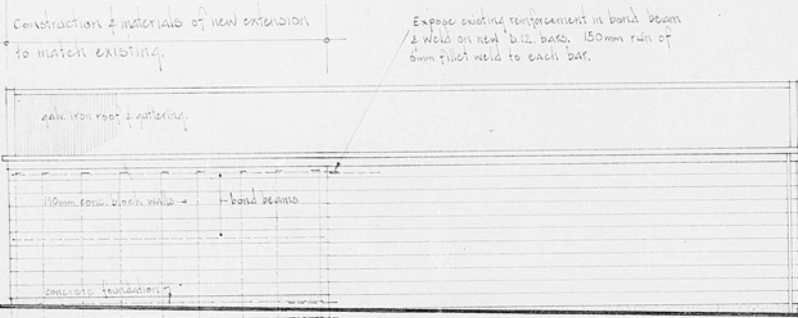 Construction & materials of new extension
to match existing.
Expose existing reinforcement in bond beam
& weld on new D.12. bars. 150mm run of
6mm fillet weld to each bar.
galv. iron roof & guttering.
190mm conc. block walls
bond beams
concrete foundation